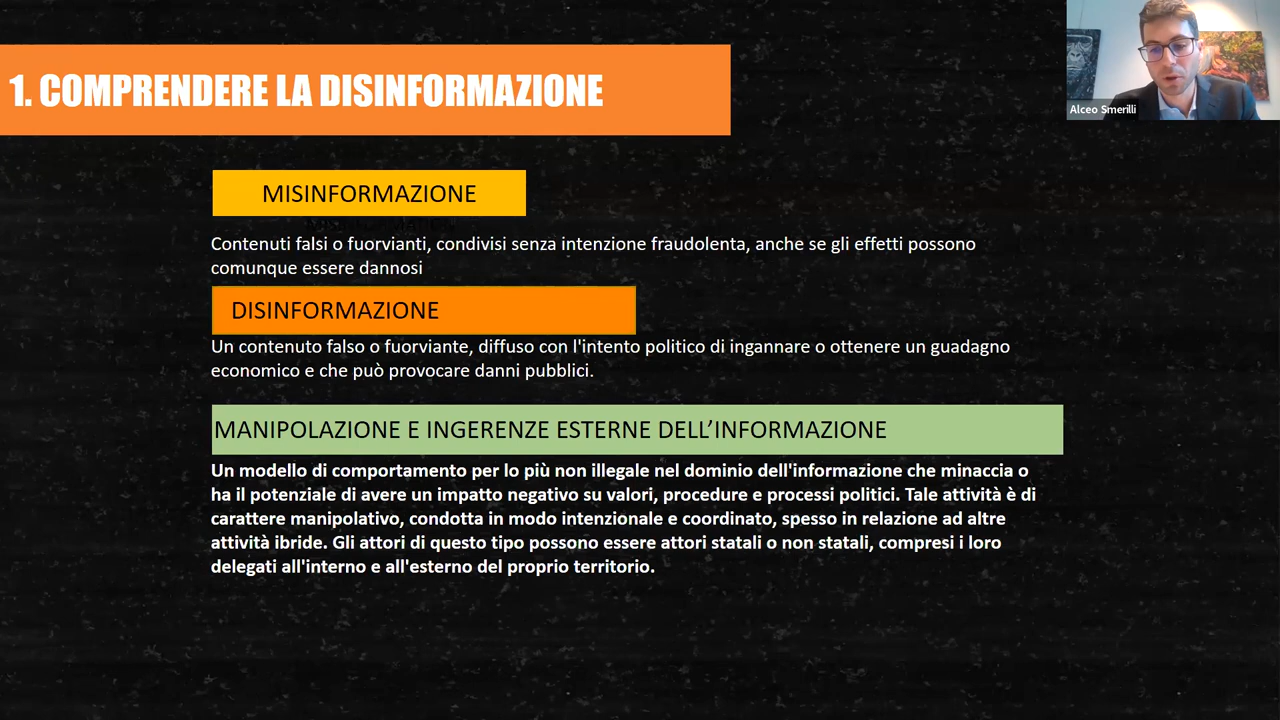 1. COMPRENDERE LA DISINFORMAZIONE
Alceo Smerilli
MISINFORMAZIONE
Contenuti falsi o fuorvianti, condivisi senza intenzione fraudolenta, anche se gli effetti possono
comunque essere dannosi
DISINFORMAZIONE
Un contenuto falso o fuorviante, diffuso con l'intento politico di ingannare o ottenere un guadagno
economico e che può provocare danni pubblici.
MANIPOLAZIONE E INGERENZE ESTERNE DELL’INFORMAZIONE
Un modello di comportamento per lo più non illegale nel dominio dell'informazione che minaccia o
ha il potenziale di avere un impatto negativo su valori, procedure e processi politici. Tale attività è di
carattere manipolativo, condotta in modo intenzionale e coordinato, spesso in relazione ad altre
attività ibride. Gli attori di questo tipo possono essere attori statali o non statali, compresi i loro
delegati all'interno e all'esterno del proprio territorio.